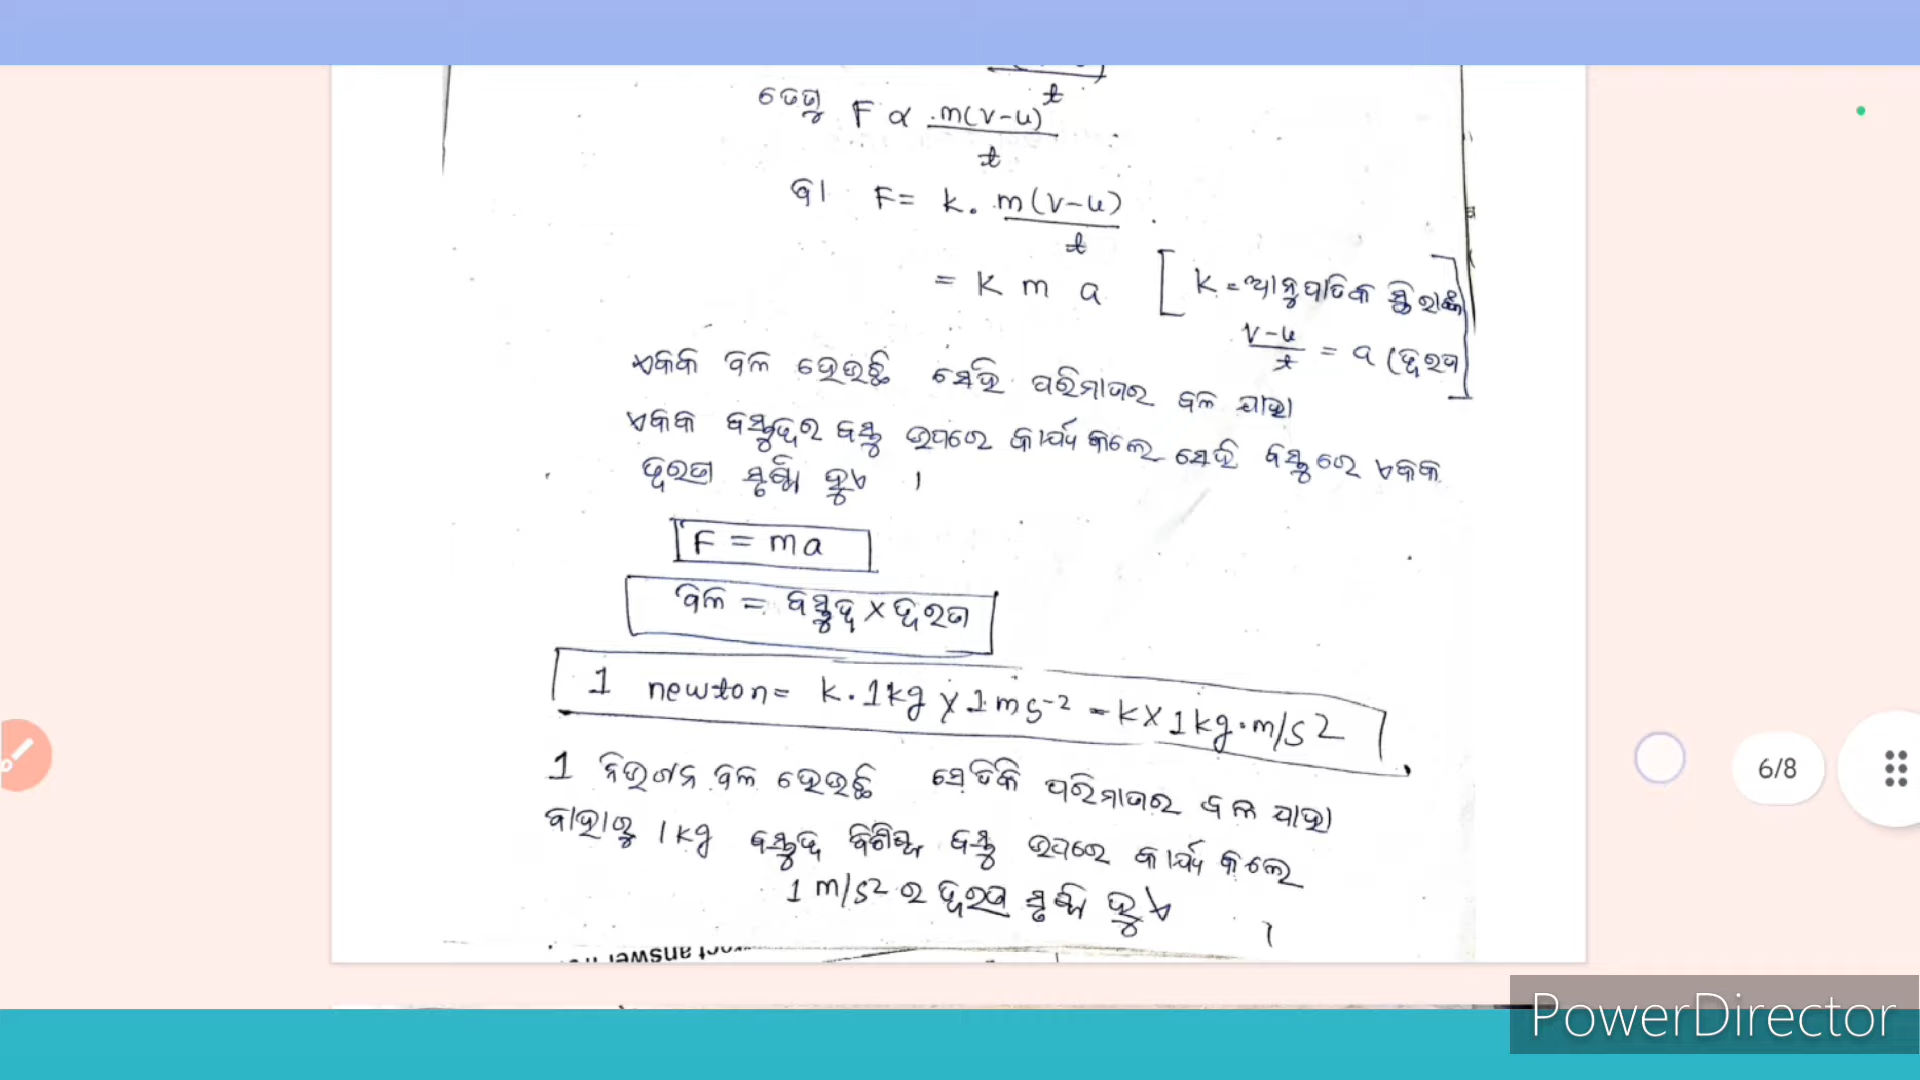 t
ତେଣୁ F ∝ m(v-u)
t
ବା F = k. m(v-u)
t
= k m a [ k = ଆନୁପାତିକ ସ୍ଥିରାଙ୍କ
v-u / t = a (ତ୍ୱରଣ ]
ଏକକ ବଳ ହେଉଛି ସେହି ପରିମାଣର ବଳ ଯାହା
ଏକକ ବସ୍ତୁତ୍ୱର ବସ୍ତୁ ଉପରେ କାର୍ଯ୍ୟ କଲେ ସେହି ବସ୍ତୁରେ ଏକକ
ତ୍ୱରଣ ସୃଷ୍ଟି ହୁଏ ।
F = ma
ବଳ = ବସ୍ତୁତ୍ୱ x ତ୍ୱରଣ
1 newton = k . 1kg x 1 ms-2 = k x 1kg.m/s2
1 ନିଉଟନ ବଳ ହେଉଛି ସେତିକି ପରିମାଣର ବଳ ଯାହା
1kg ବସ୍ତୁତ୍ୱ ବିଶିଷ୍ଟ ବସ୍ତୁ ଉପରେ କାର୍ଯ୍ୟ କଲେ
1 m/s2 ର ତ୍ୱରଣ ସୃଷ୍ଟି ହୁଏ ।
6/8
PowerDirector